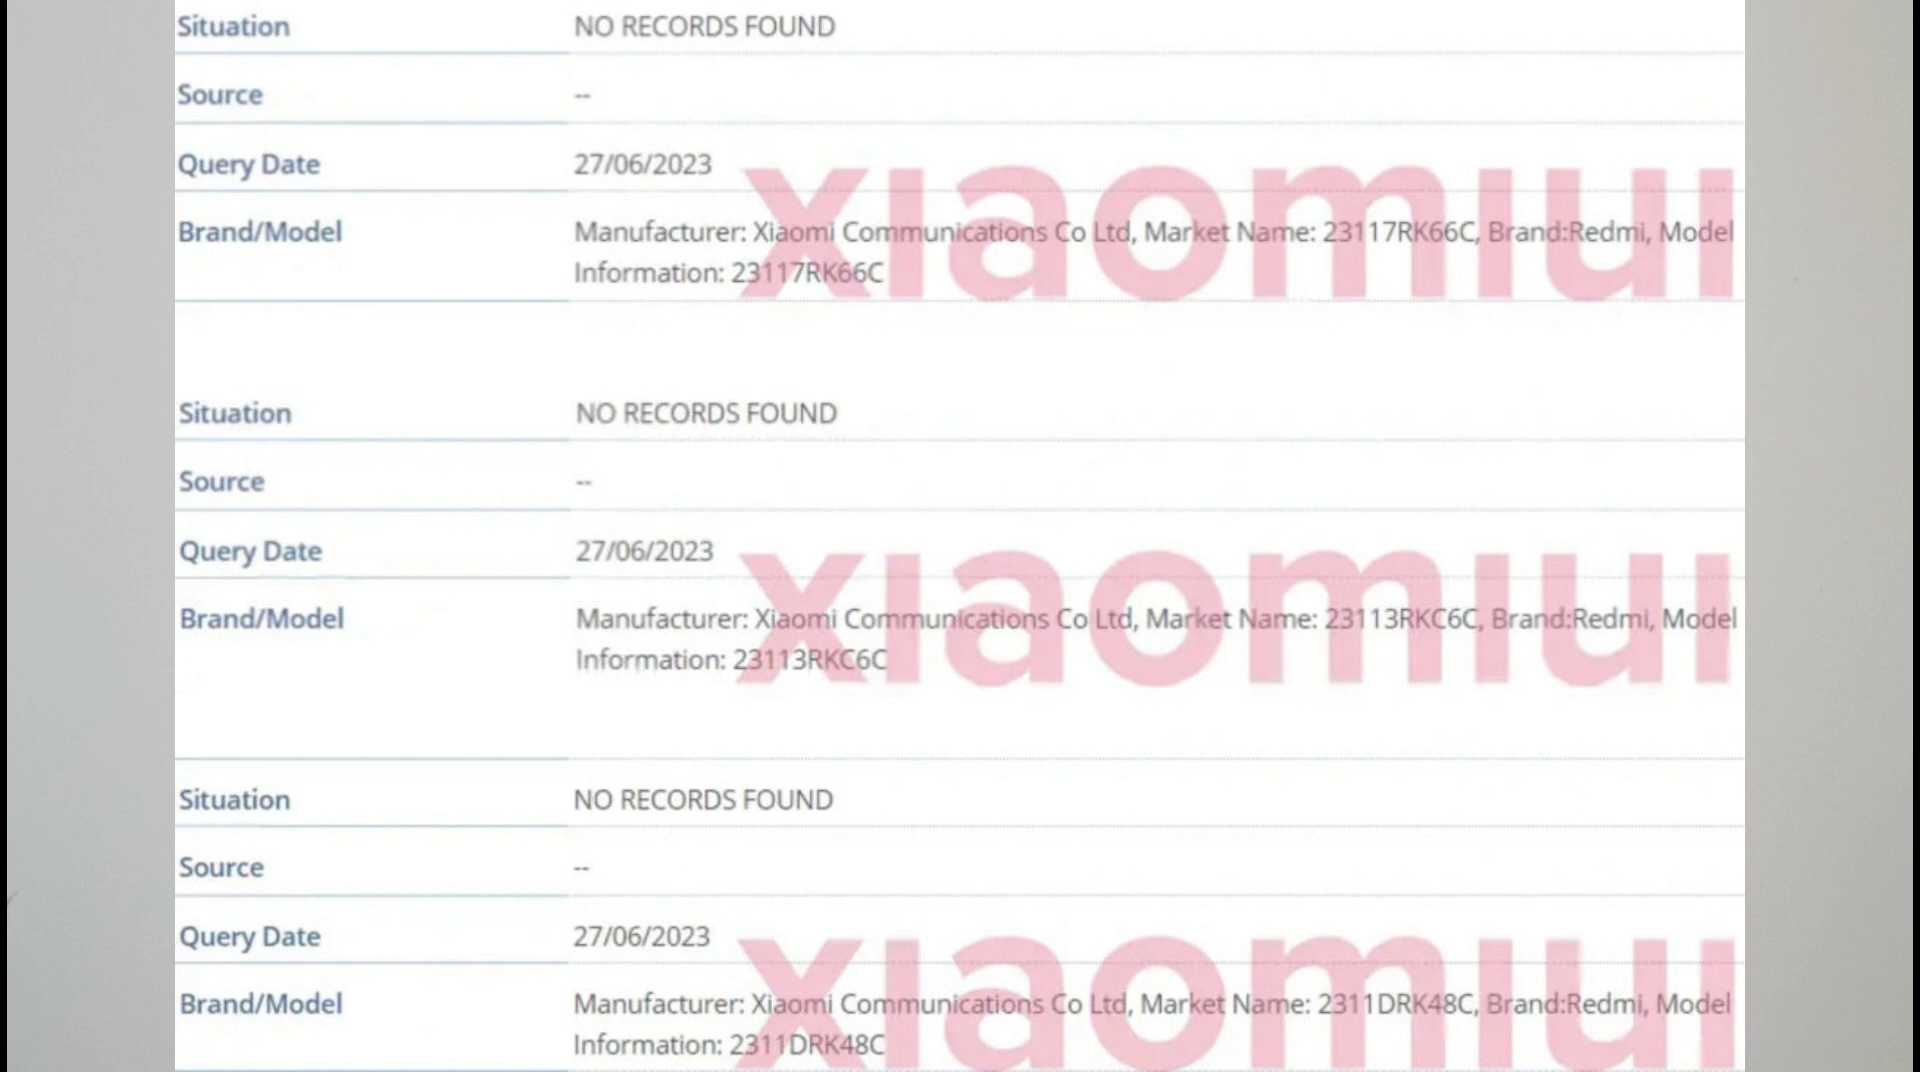 Situation NO RECORDS FOUND
Source --
Query Date 27/06/2023
Brand/Model Manufacturer: Xiaomi Communications Co Ltd, Market Name: 23117RK66C, Brand:Redmi, Model
Information: 23117RK66C
xiaomiui
Situation NO RECORDS FOUND
Source --
Query Date 27/06/2023
Brand/Model Manufacturer: Xiaomi Communications Co Ltd, Market Name: 23113RKC6C, Brand:Redmi, Model
Information: 23113RKC6C
xiaomiui
Situation NO RECORDS FOUND
Source --
Query Date 27/06/2023
Brand/Model Manufacturer: Xiaomi Communications Co Ltd, Market Name: 2311DRK48C, Brand:Redmi, Model
Information: 2311DRK48C
xiaomiui